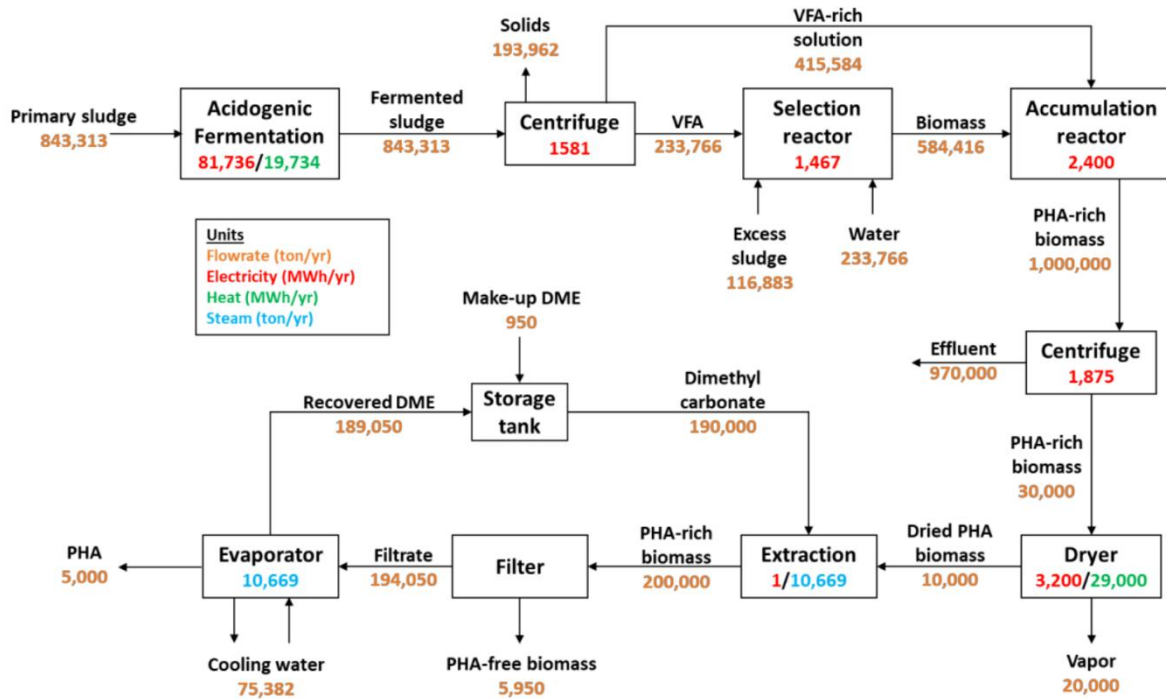 Solids
193,962
VFA-rich
solution
415,584
Primary sludge
843,313
Acidogenic
Fermentation
81,736/19,734
Fermented
sludge
843,313
Centrifuge
1581
VFA
233,766
Selection
reactor
1,467
Biomass
584,416
Accumulation
reactor
2,400
Excess
sludge
116,883
Water
233,766
PHA-rich
biomass
1,000,000
Units
Flowrate (ton/yr)
Electricity (MWh/yr)
Heat (MWh/yr)
Steam (ton/yr)
Make-up DME
950
Effluent
970,000
Centrifuge
1,875
Recovered DME
189,050
Storage
tank
Dimethyl
carbonate
190,000
PHA-rich
biomass
30,000
PHA
5,000
Evaporator
10,669
Filtrate
194,050
Filter
PHA-rich
biomass
200,000
Extraction
1/10,669
Dried PHA
biomass
10,000
Dryer
3,200/29,000
Cooling water
75,382
PHA-free biomass
5,950
Vapor
20,000